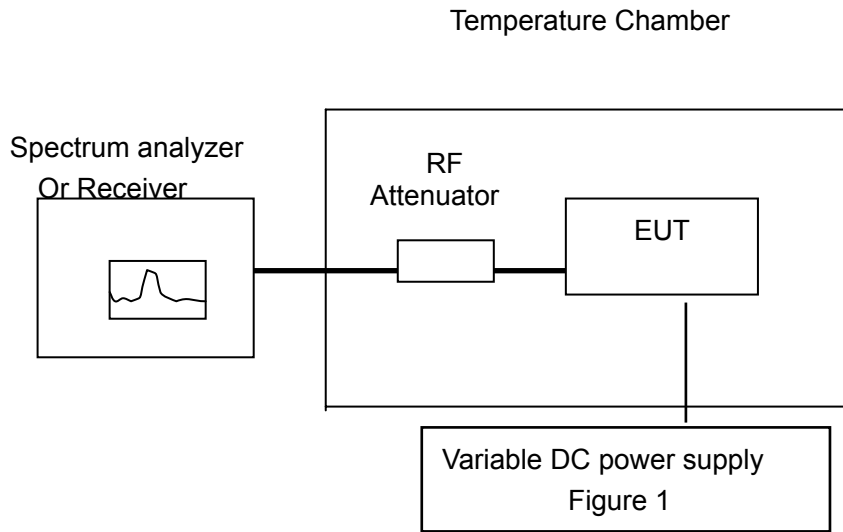 Temperature Chamber
Spectrum analyzer
Or Receiver
RF
Attenuator
EUT
Variable DC power supply
Figure 1